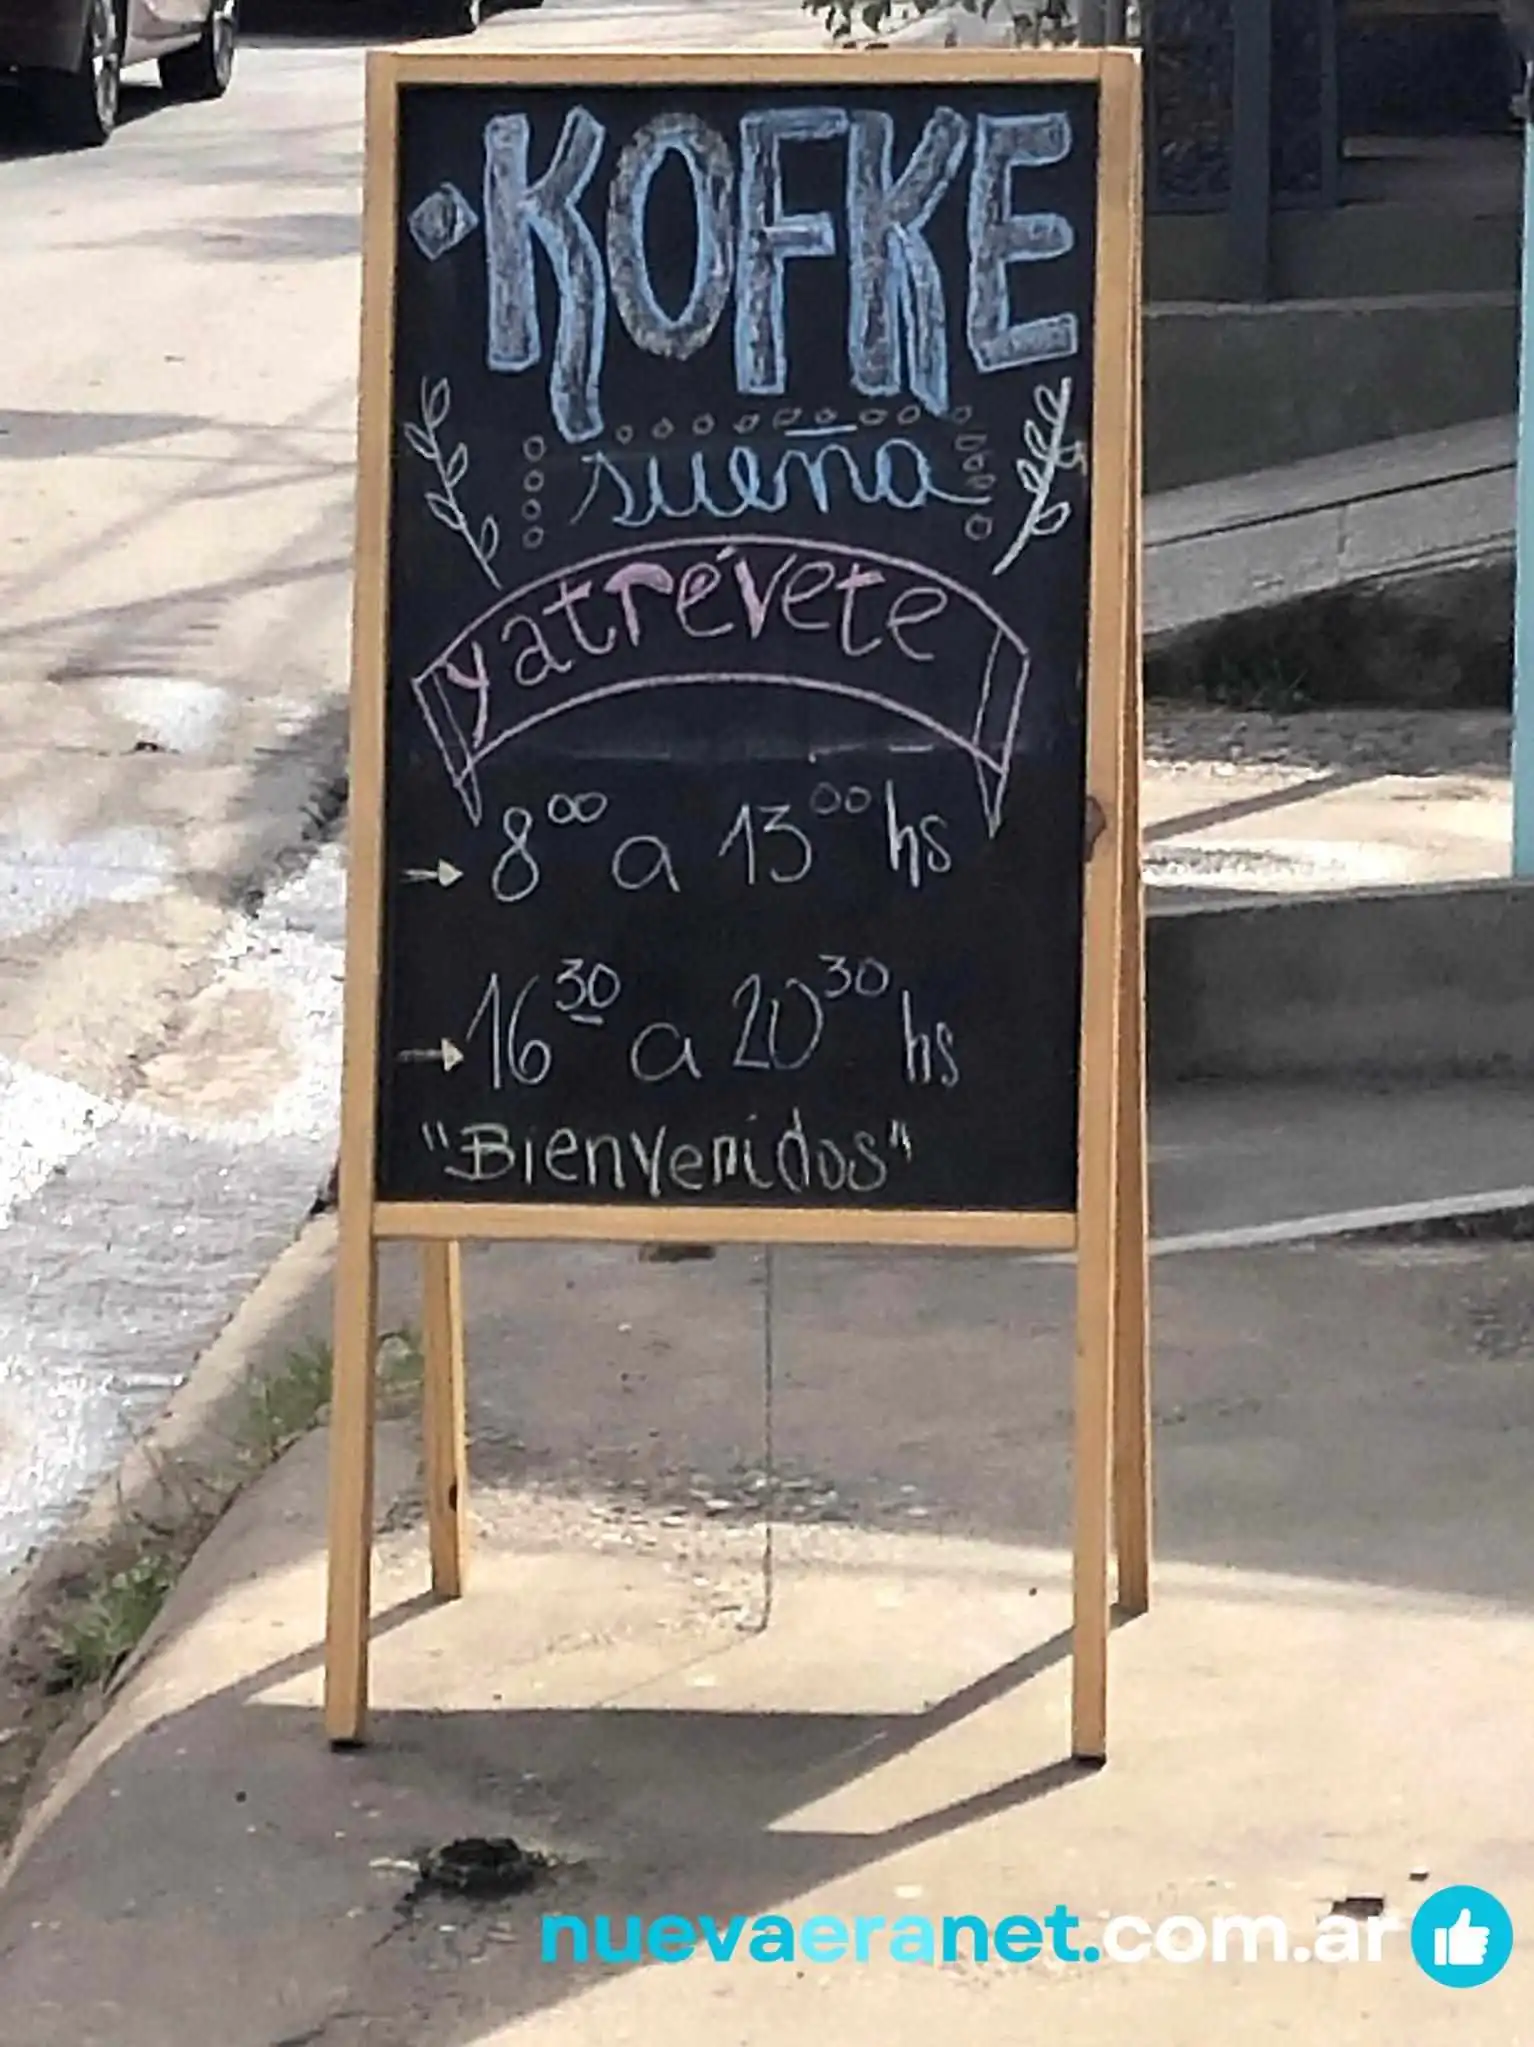 KOFKE
sueña
y atrévete
→ 8⁰⁰ a 13⁰⁰ hs
→ 16³⁰ a 20³⁰ hs
"Bienvenidos"
nuevaeranet.com.ar